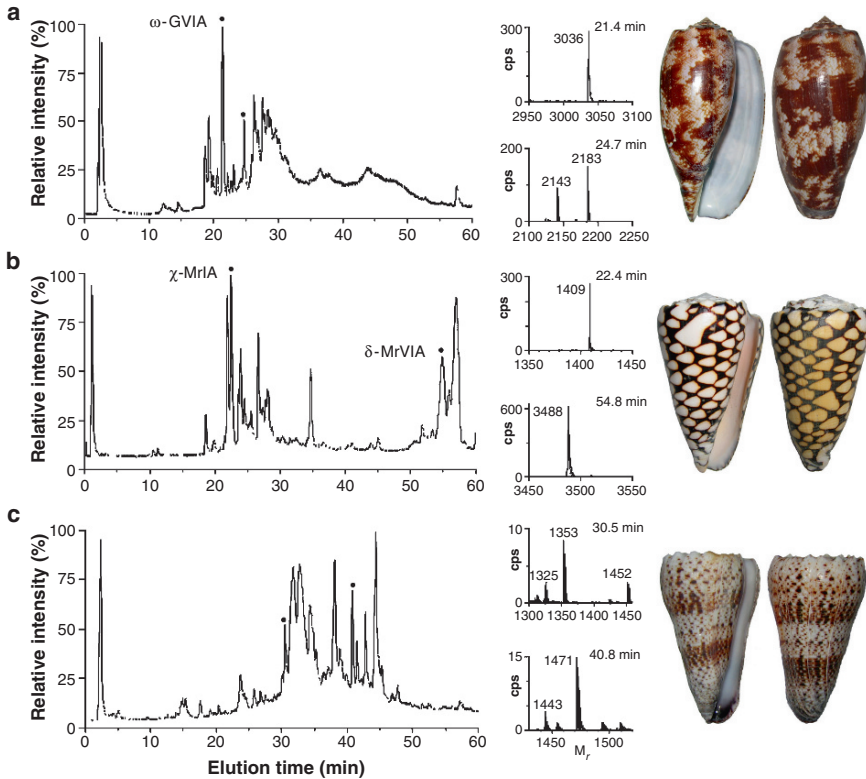 a
ω-GVIA
Relative intensity (%)
100
75
50
25
0
0 10 20 30 40 50 60
cps
300
150
0
3036
21.4 min
2950 3000 3050 3100
cps
200
100
0
2143
2183
24.7 min
2100 2150 2200 2250
b
χ-MrIA
δ-MrVIA
Relative intensity (%)
100
75
50
25
0
0 10 20 30 40 50 60
cps
300
150
0
1409
22.4 min
1350 1400 1450
cps
600
0
3488
54.8 min
3450 3500 3550
c
Relative intensity (%)
100
75
50
25
0
0 10 20 30 40 50 60
Elution time (min)
cps
10
5
0
1325
1353
1452
30.5 min
1300 1350 1400 1450
cps
15
0
1443
1471
40.8 min
1450 1500
Mr